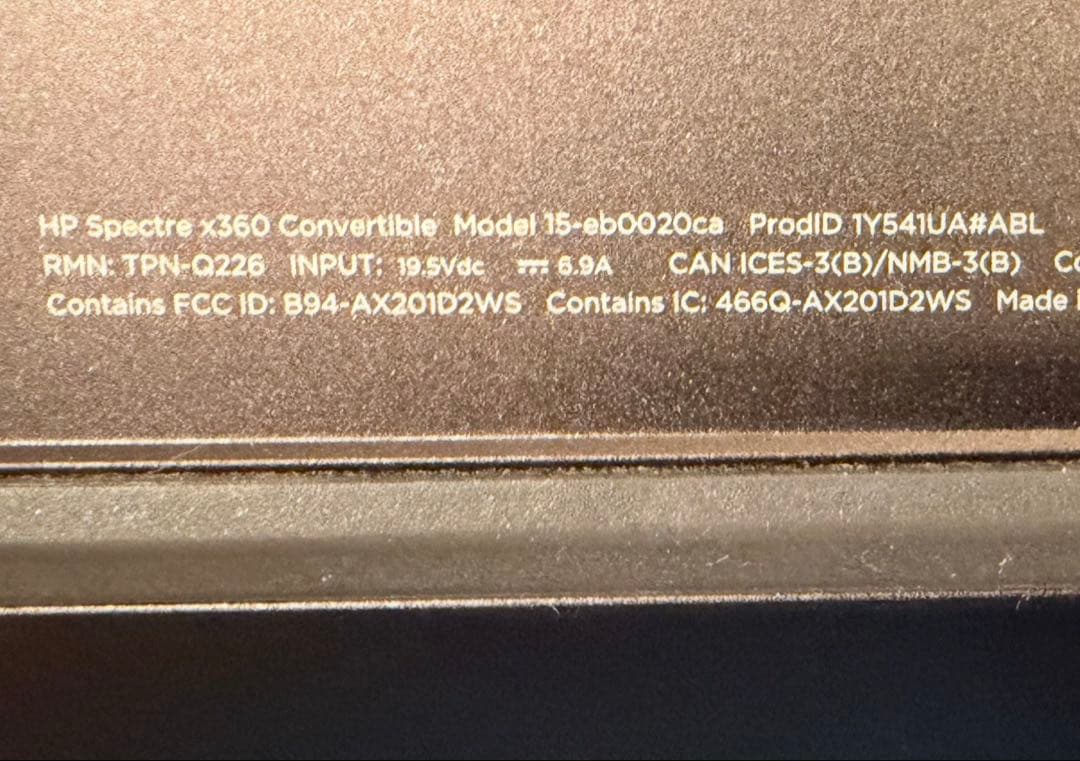 HP Spectre x360 Convertible Model 15-eb0020ca ProdID 1Y541UA#ABL
RMN: TPN-Q226 INPUT: 19.5Vdc ⎓ 6.9A CAN ICES-3(B)/NMB-3(B)
Contains FCC ID: B94-AX201D2WS Contains IC: 466Q-AX201D2WS Made